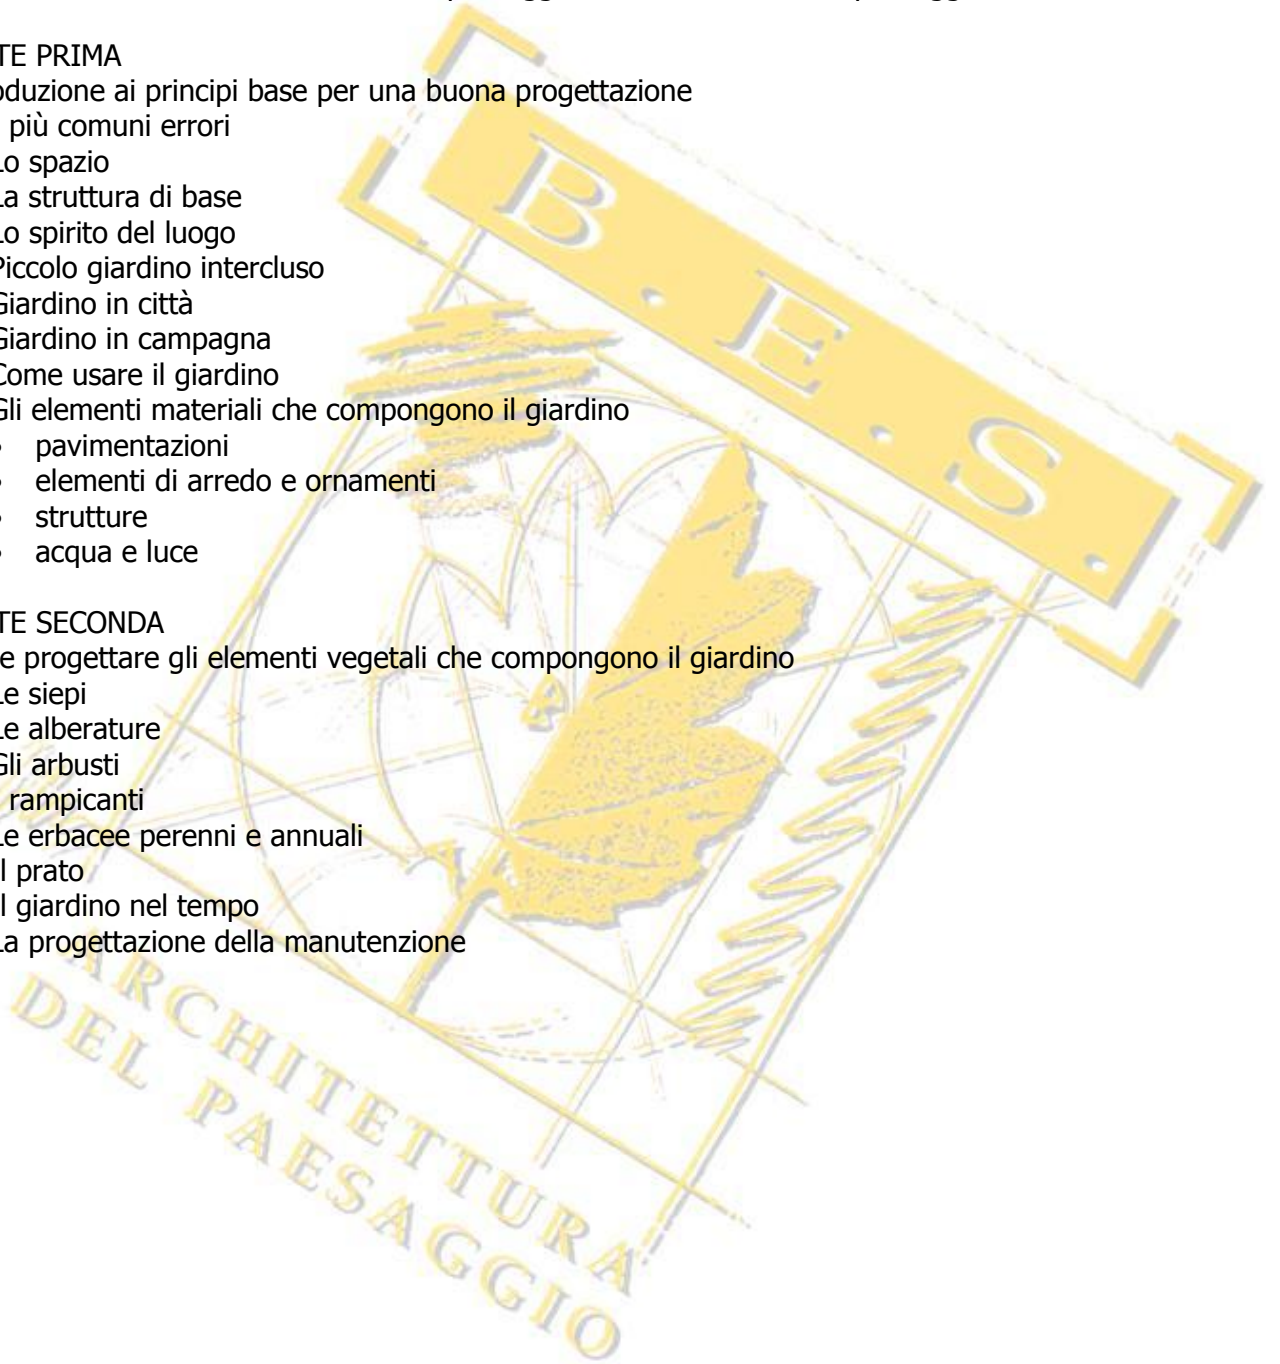 TE PRIMA
oduzione ai principi base per una buona progettazione
più comuni errori
Lo spazio
La struttura di base
Lo spirito del luogo
Piccolo giardino intercluso
Giardino in città
Giardino in campagna
Come usare il giardino
Gli elementi materiali che compongono il giardino
• pavimentazioni
• elementi di arredo e ornamenti
• strutture
• acqua e luce
TE SECONDA
e progettare gli elementi vegetali che compongono il giardino
Le siepi
Le alberature
Gli arbusti
rampicanti
Le erbacee perenni e annuali
Il prato
Il giardino nel tempo
La progettazione della manutenzione
B.E.S.
ARCHITETTURA
DEL PAESAGGIO